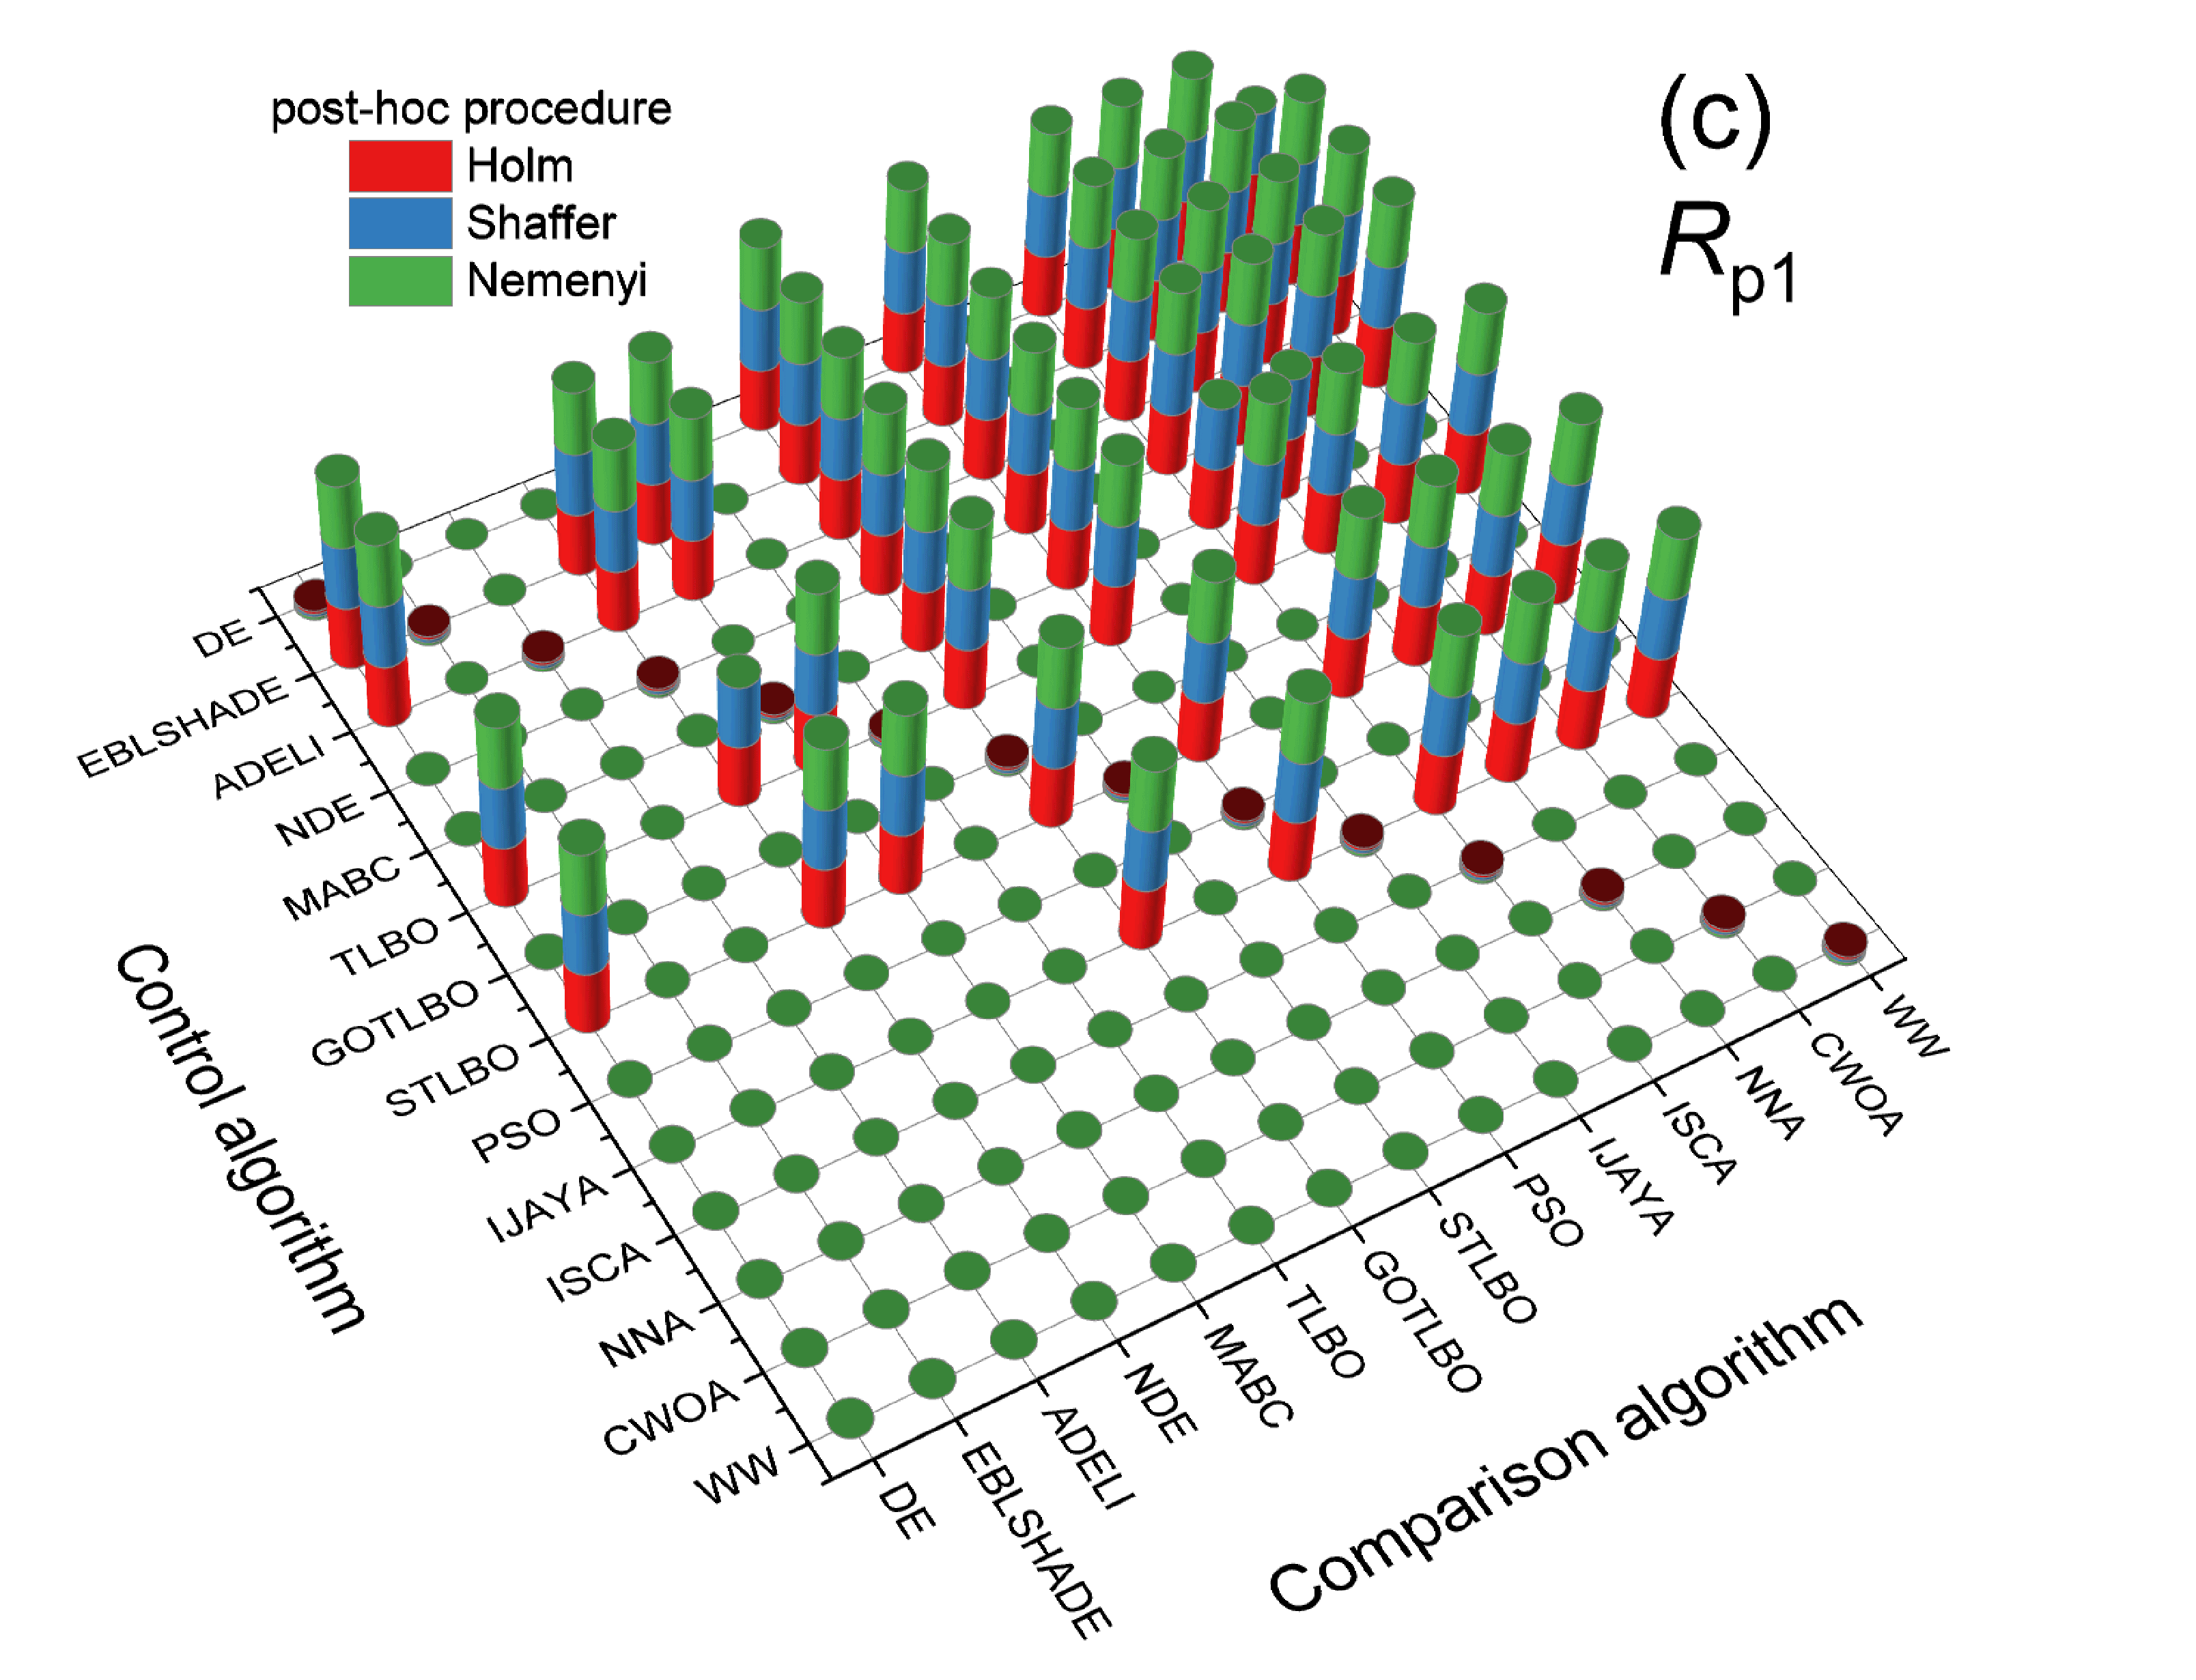 post-hoc procedure
Holm
Shaffer
Nemenyi
(c)
Rp1
DE
EBLSHADE
ADELI
NDE
MABC
TLBO
GOTLBO
STLBO
PSO
IJAYA
ISCA
NNA
CWOA
WW
Control algorithm
DE
EBLSHADE
ADELI
NDE
MABC
TLBO
GOTLBO
STLBO
PSO
IJAYA
ISCA
NNA
CWOA
WW
Comparison algorithm